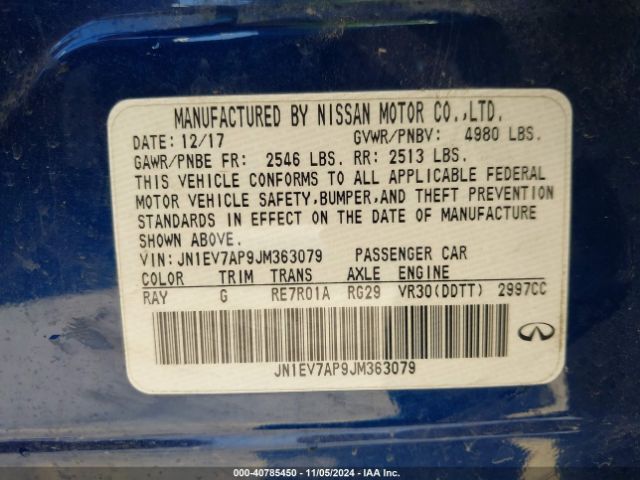 MANUFACTURED BY NISSAN MOTOR CO.,LTD.
DATE: 12/17 GVWR/PNBV: 4980 LBS.
GAWR/PNBE FR: 2546 LBS. RR: 2513 LBS.
THIS VEHICLE CONFORMS TO ALL APPLICABLE FEDERAL
MOTOR VEHICLE SAFETY,BUMPER,AND THEFT PREVENTION
STANDARDS IN EFFECT ON THE DATE OF MANUFACTURE
SHOWN ABOVE.
VIN:JN1EV7AP9JM363079 PASSENGER CAR
COLOR TRIM TRANS AXLE ENGINE
RAY G RE7R01A RG29 VR30(DDTT) 2997CC
JN1EV7AP9JM363079
000-40785450 - 11/05/2024 - IAA Inc.